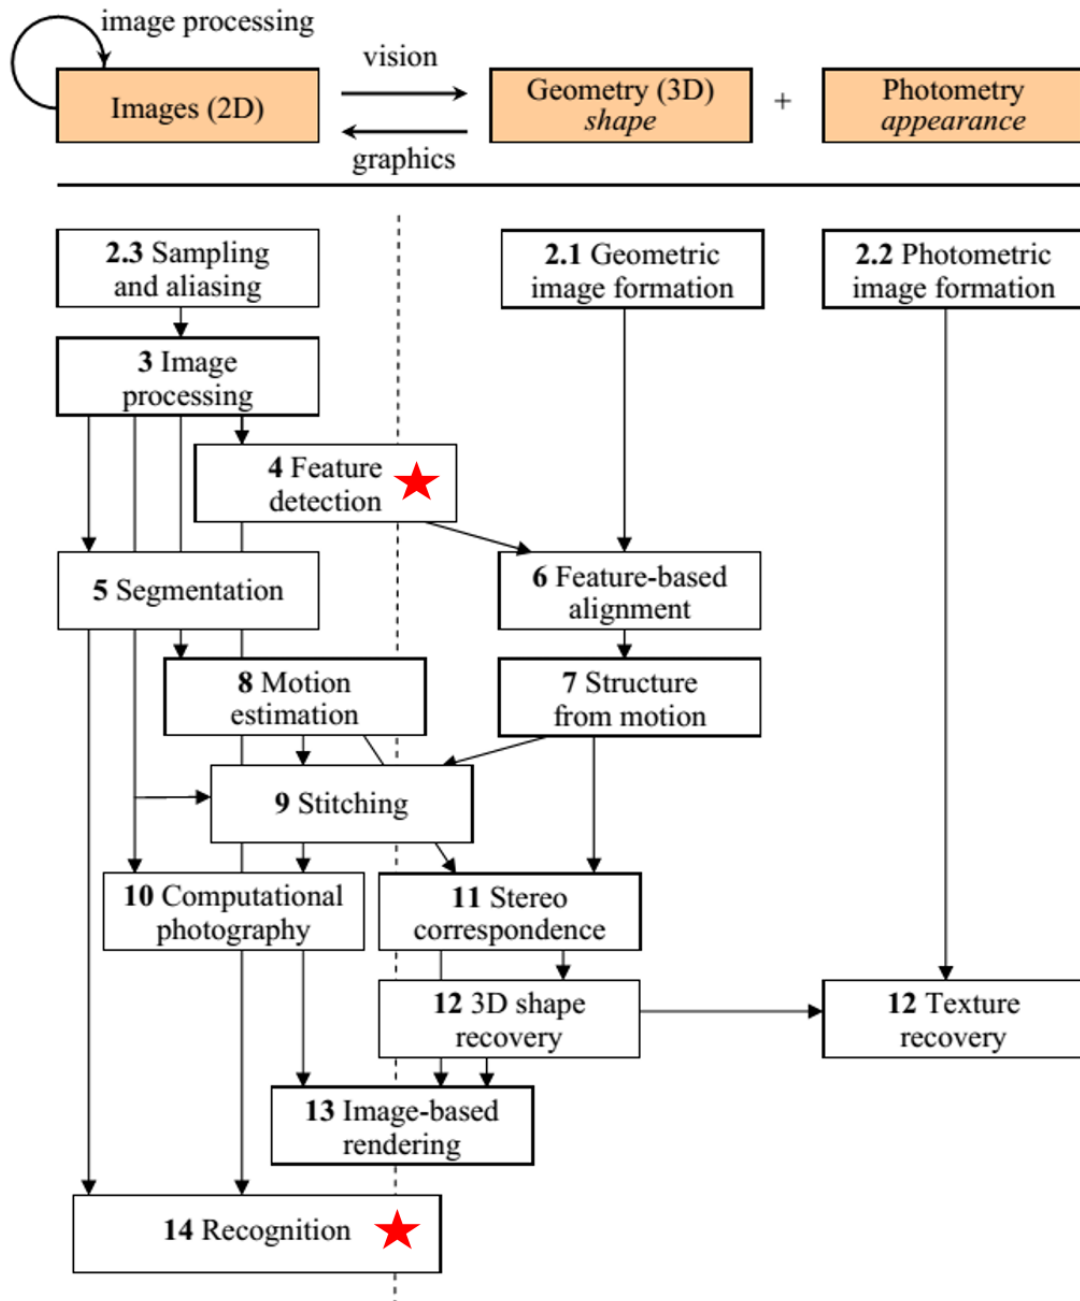 image processing
vision
Images (2D)
Geometry (3D)
shape
+
Photometry
appearance
graphics
2.3 Sampling
and aliasing
2.1 Geometric
image formation
2.2 Photometric
image formation
3 Image
processing
4 Feature
detection
5 Segmentation
6 Feature-based
alignment
8 Motion
estimation
7 Structure
from motion
9 Stitching
10 Computational
photography
11 Stereo
correspondence
12 3D shape
recovery
12 Texture
recovery
13 Image-based
rendering
14 Recognition